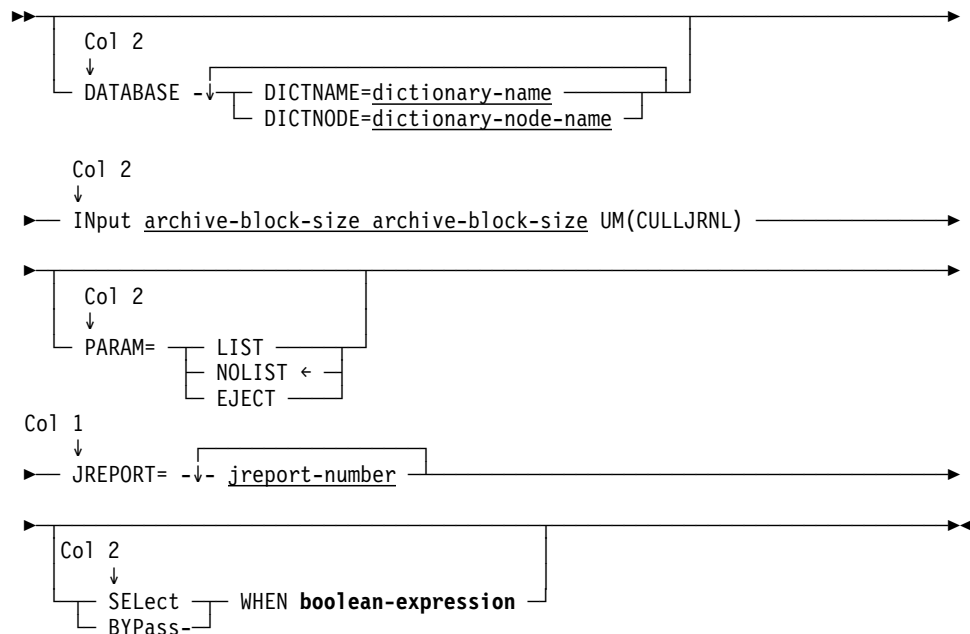 Col 2
DATABASE - DICTNAME=dictionary-name
DICTNODE=dictionary-node-name
Col 2
INput archive-block-size archive-block-size UM(CULLJRNL)
Col 2
PARAM= LIST
NOLIST ←
EJECT
Col 1
JREPORT= -- jreport-number
Col 2
SELect WHEN boolean-expression
BYPass-